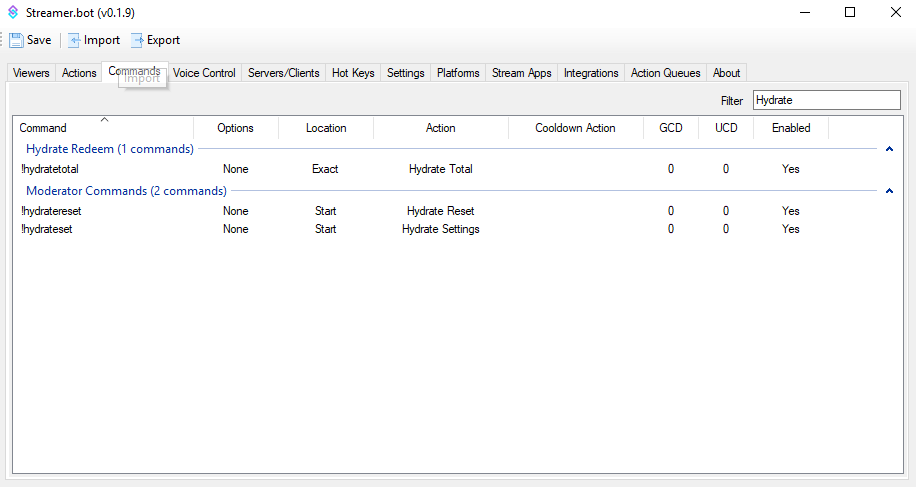 Streamer.bot (v0.1.9)
Save Import Export
Viewers Actions Commands Voice Control Servers/Clients Hot Keys Settings Platforms Stream Apps Integrations Action Queues About
Import
Filter Hydrate
Command Options Location Action Cooldown Action GCD UCD Enabled
Hydrate Redeem (1 commands)
!hydratetotal None Exact Hydrate Total 0 0 Yes
Moderator Commands (2 commands)
!hydratereset None Start Hydrate Reset 0 0 Yes
!hydrateset None Start Hydrate Settings 0 0 Yes